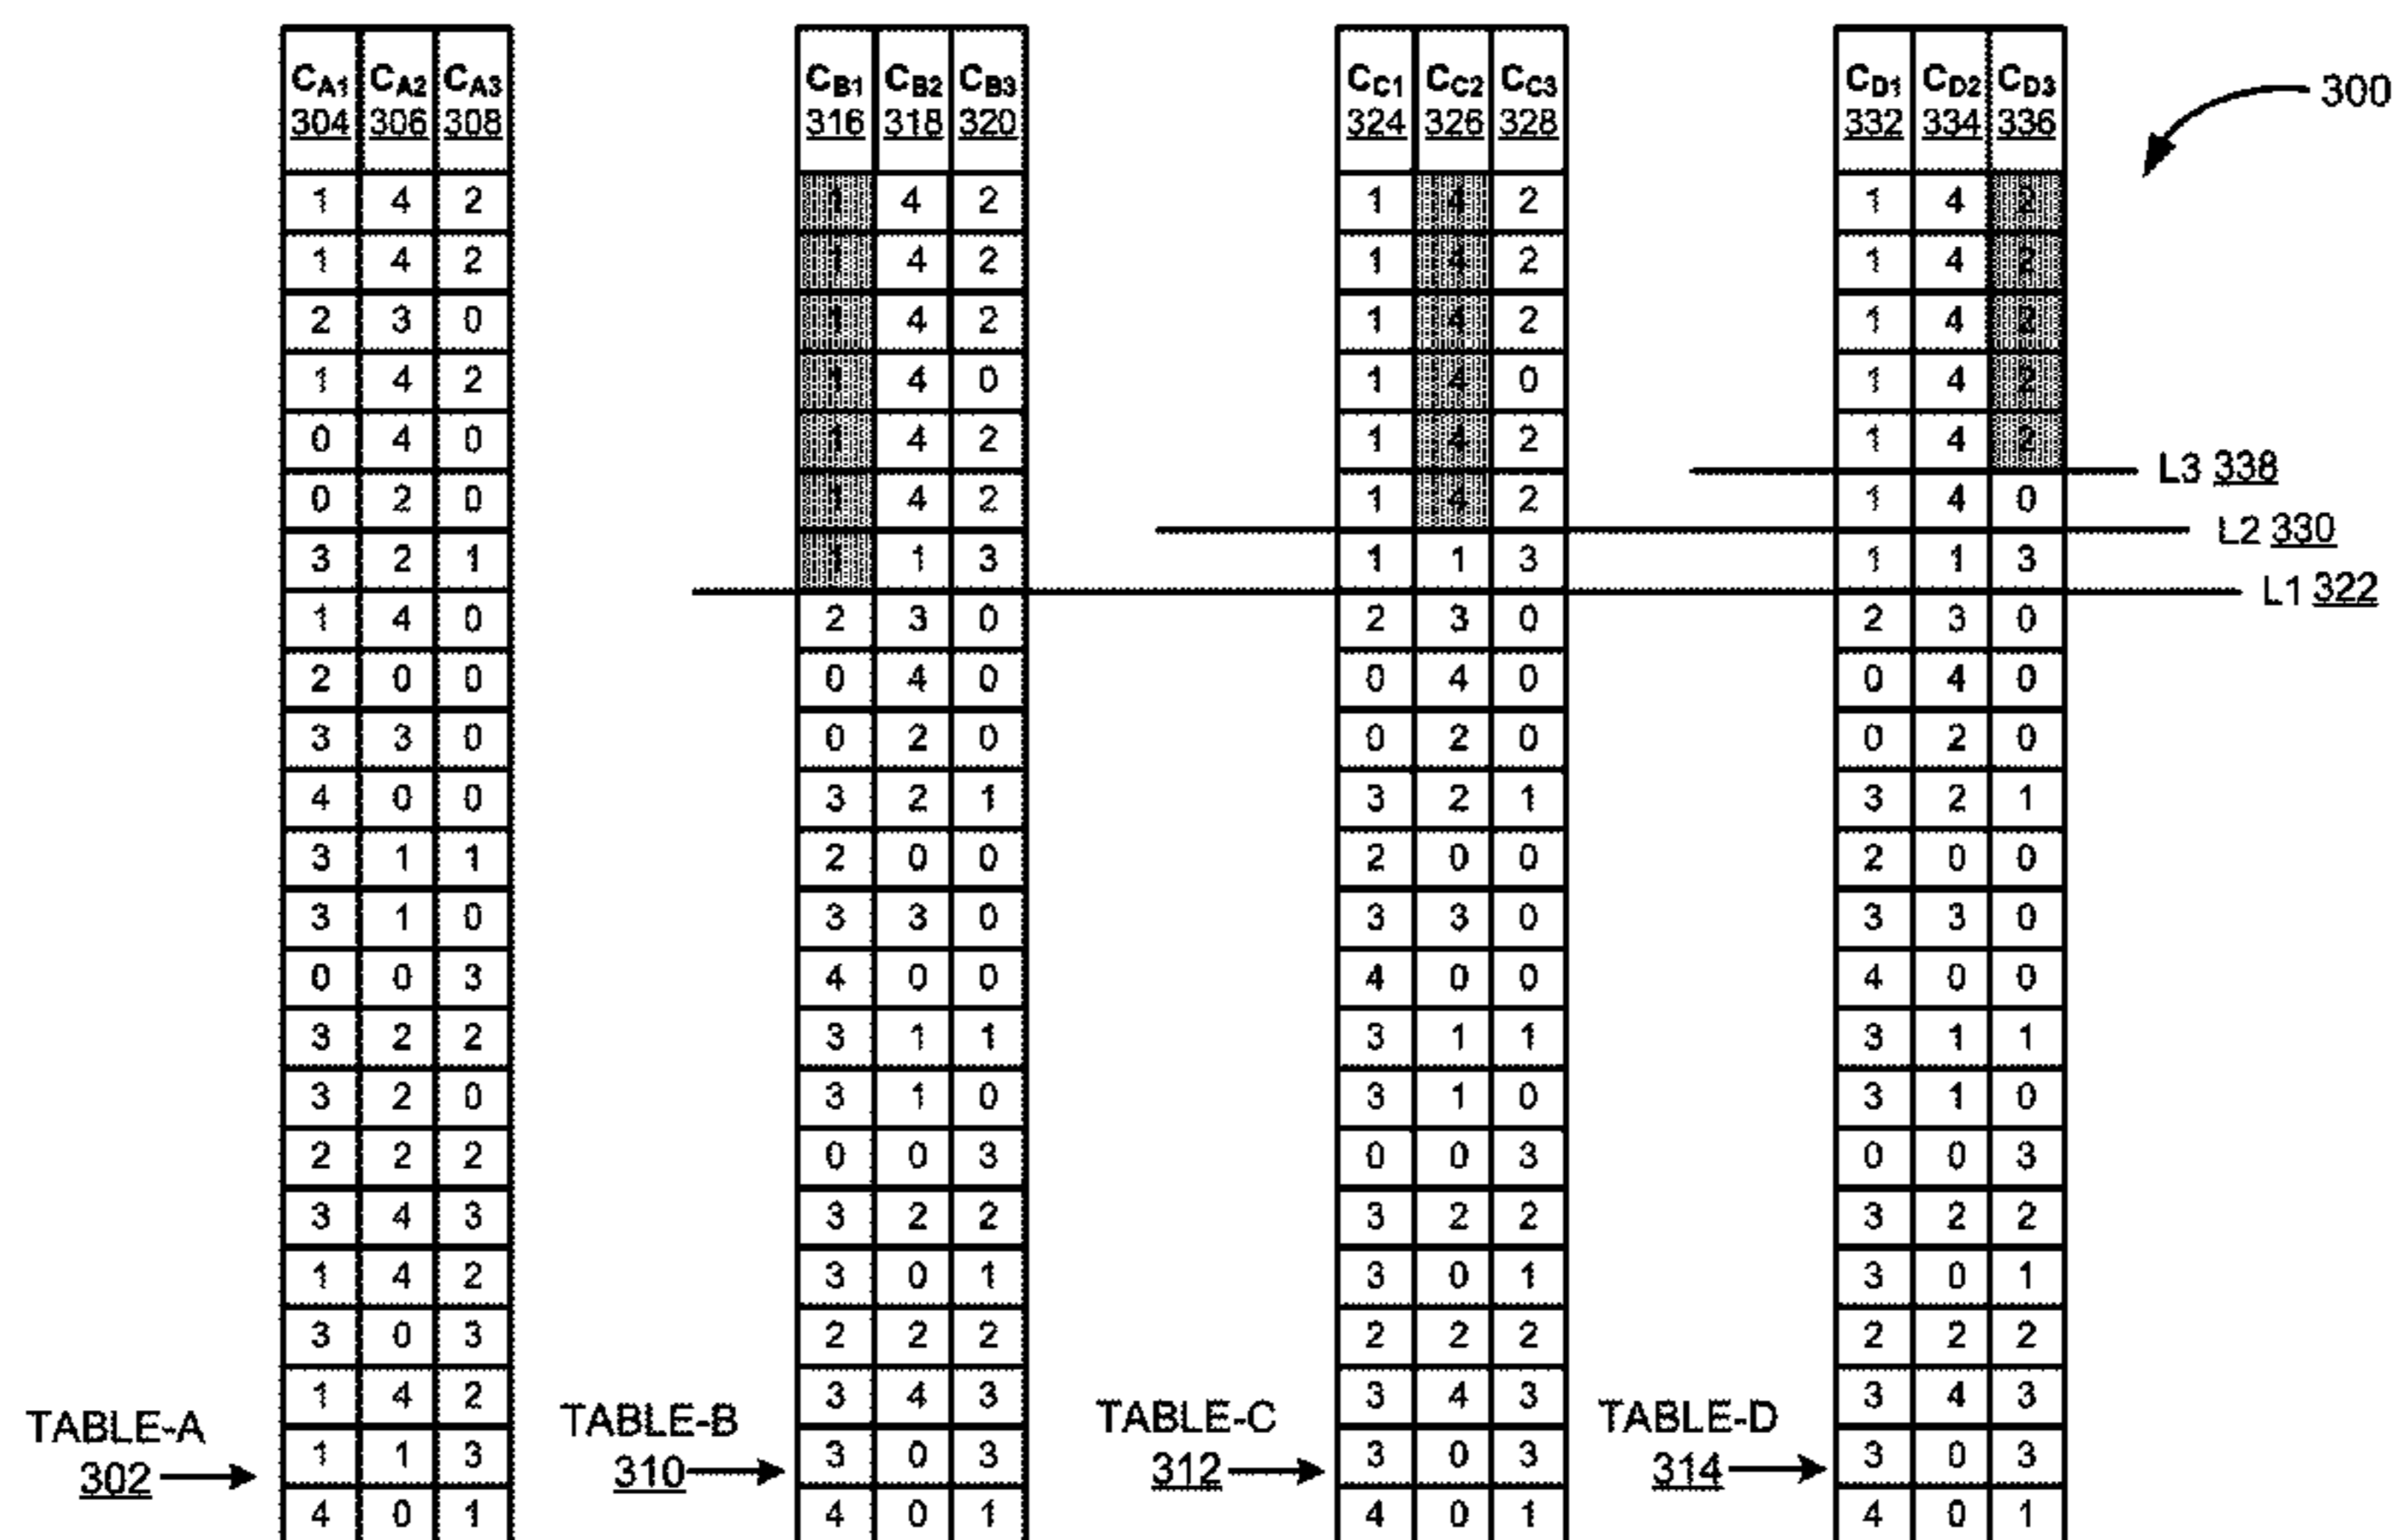 C_A1 C_A2 C_A3 C_B1 C_B2 C_B3 C_C1 C_C2 C_C3 C_D1 C_D2 C_D3 300
304 306 308 316 318 320 324 326 328 332 334 336
1 4 2 1 4 2 1 4 2 1 4 2
1 4 2 1 4 2 1 4 2 1 4 2
2 3 0 1 4 2 1 4 2 1 4 2
1 4 2 1 4 0 1 4 0 1 4 2
0 4 0 1 4 2 1 4 2 1 4 2
L3 338
0 2 0 1 4 2 1 4 2 1 4 0
L2 330
3 2 1 1 1 3 1 1 3 1 1 3
L1 322
1 4 0 2 3 0 2 3 0 2 3 0
2 0 0 0 4 0 0 4 0 0 4 0
3 3 0 0 2 0 0 2 0 0 2 0
4 0 0 3 2 1 3 2 1 3 2 1
3 1 1 2 0 0 2 0 0 2 0 0
3 1 0 3 3 0 3 3 0 3 3 0
0 0 3 4 0 0 4 0 0 4 0 0
3 2 2 3 1 1 3 1 1 3 1 1
3 2 0 3 1 0 3 1 0 3 1 0
2 2 2 0 0 3 0 0 3 0 0 3
3 4 3 3 2 2 3 2 2 3 2 2
1 4 2 3 0 1 3 0 1 3 0 1
3 0 3 2 2 2 2 2 2 2 2 2
1 4 2 3 4 3 3 4 3 3 4 3
TABLE-A TABLE-B TABLE-C TABLE-D
1 1 3 3 0 3 3 0 3 3 0 3
302 310 312 314
4 0 1 4 0 1 4 0 1 4 0 1